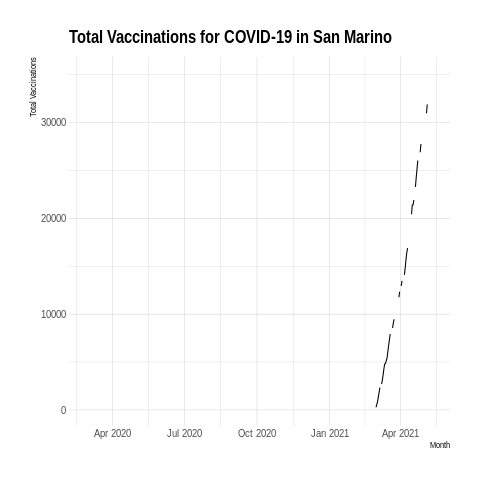 Total Vaccinations for COVID-19 in San Marino
Total Vaccinations
30000
20000
10000
0
Apr 2020 Jul 2020 Oct 2020 Jan 2021 Apr 2021
Month